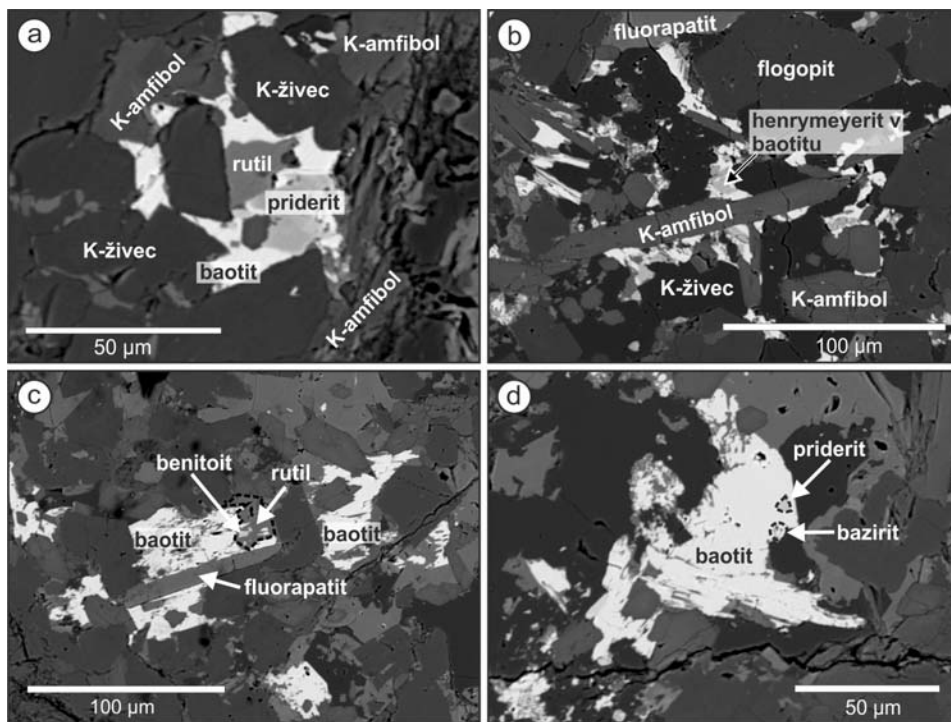 a
K-amfibol
K-amfibol
K-živec
rutil
priderit
K-živec
baotit
K-amfibol
50 µm
b
fluorapatit
flogopit
henrymeyerit v
baotitu
K-amfibol
K-živec
K-amfibol
100 µm
c
benitoit
rutil
baotit
baotit
fluorapatit
100 µm
d
priderit
bazirit
baotit
50 µm